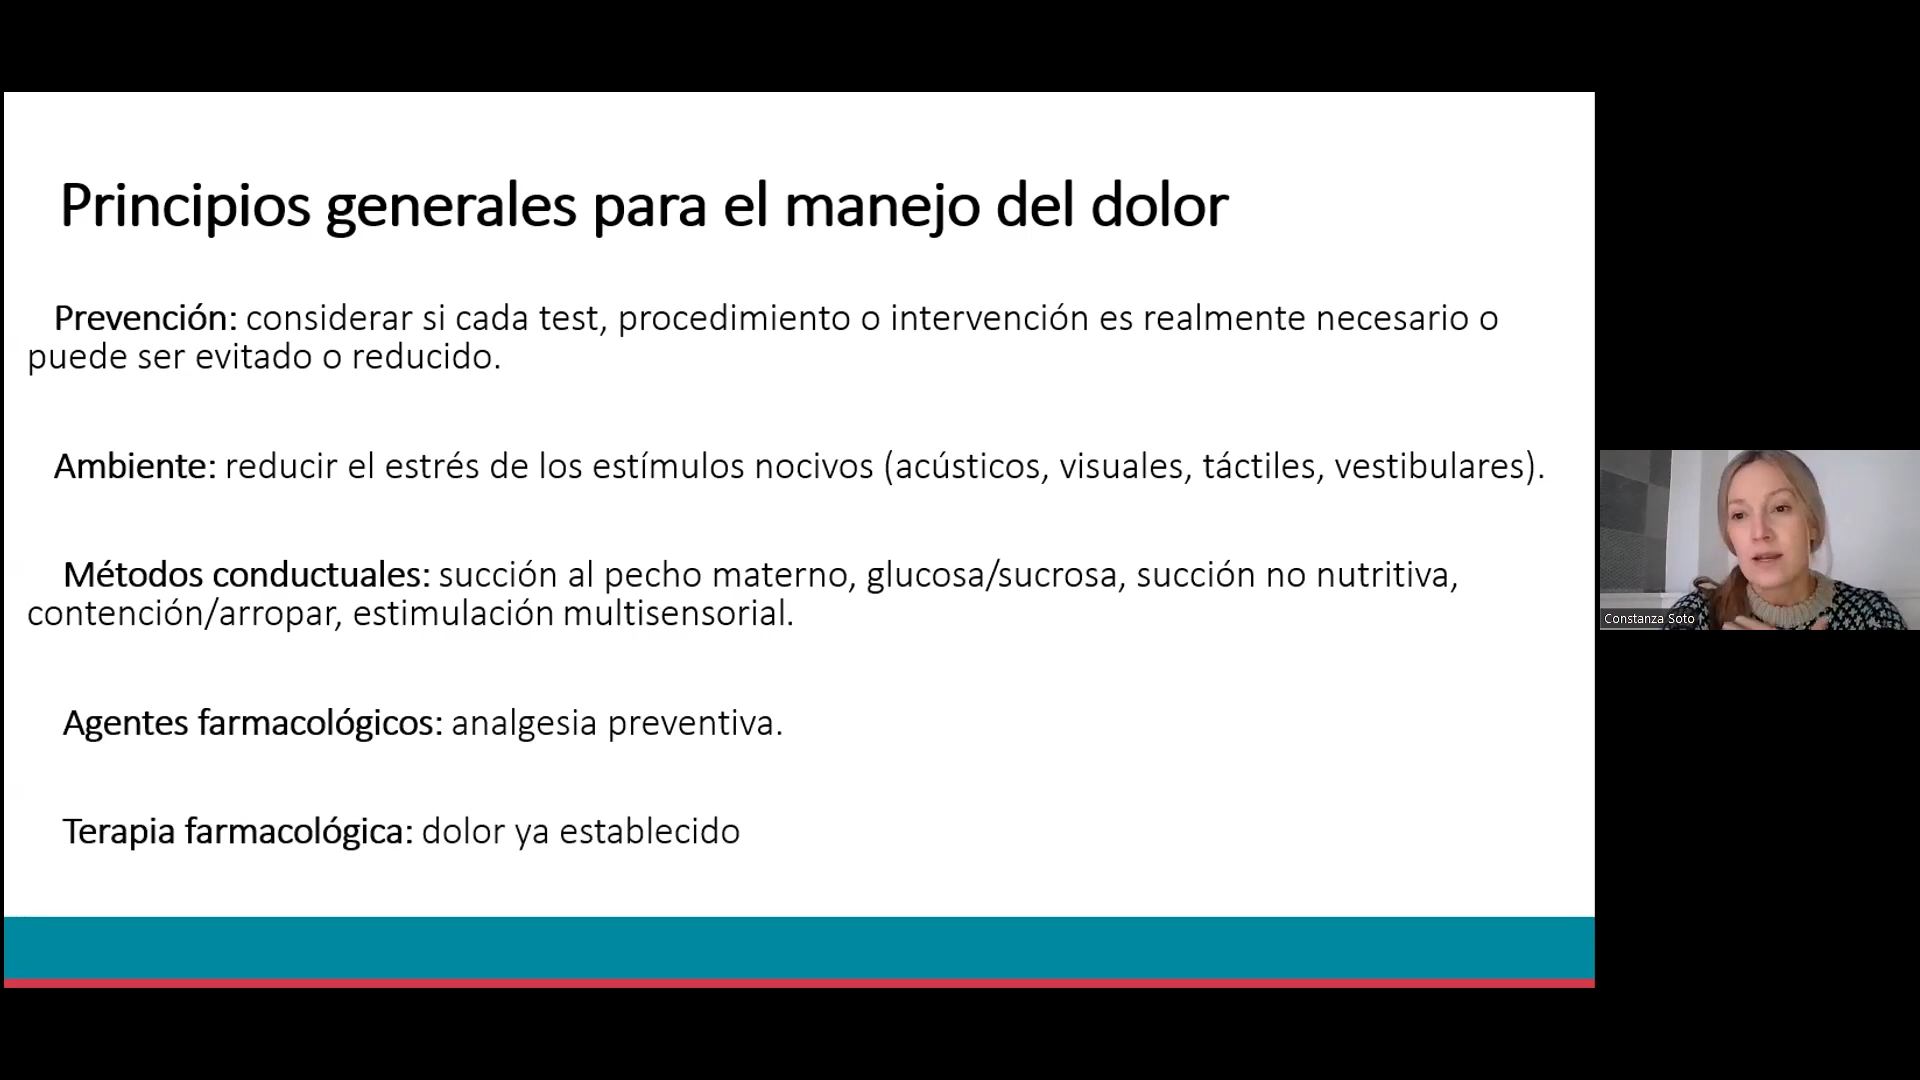 Principios generales para el manejo del dolor
Prevención: considerar si cada test, procedimiento o intervención es realmente necesario o
puede ser evitado o reducido.
Ambiente: reducir el estrés de los estímulos nocivos (acústicos, visuales, táctiles, vestibulares).
Métodos conductuales: succión al pecho materno, glucosa/sucrosa, succión no nutritiva,
contención/arropar, estimulación multisensorial.
Agentes farmacológicos: analgesia preventiva.
Terapia farmacológica: dolor ya establecido
Constanza Soto